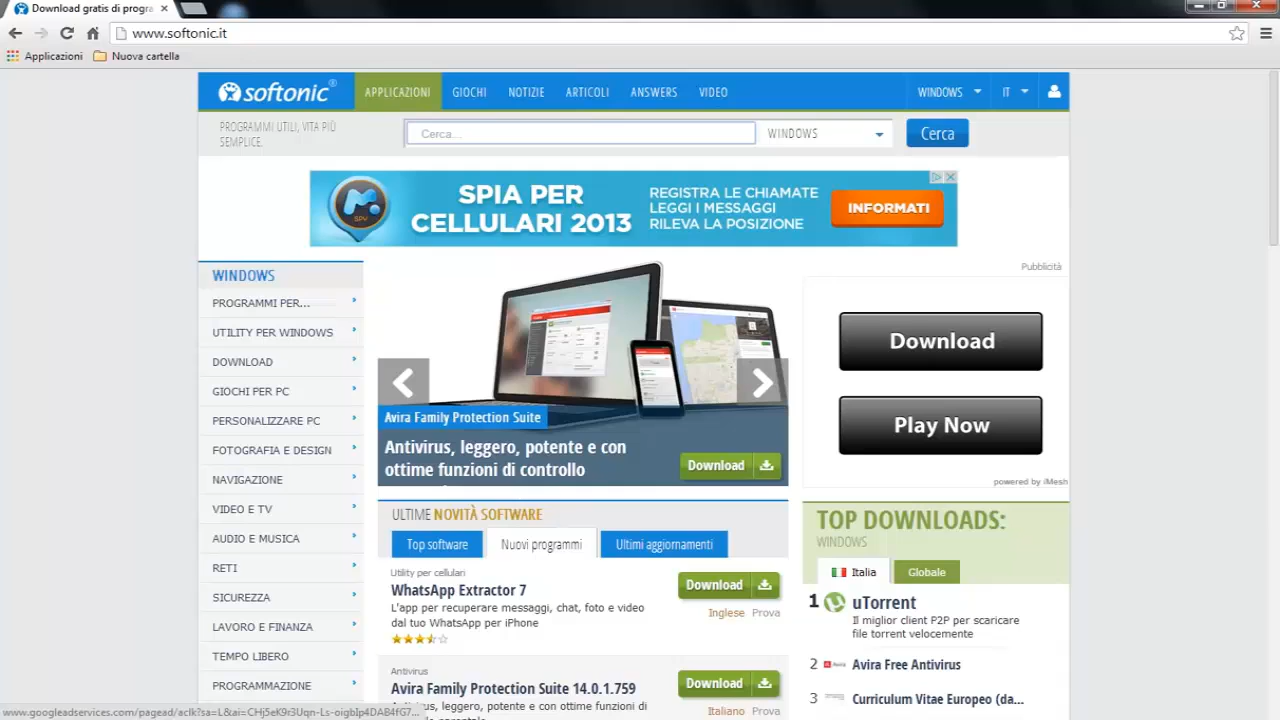 Download gratis di progra
www.softonic.it
Applicazioni
Nuova cartella
softonic®
APPLICAZIONI
GIOCHI
NOTIZIE
ARTICOLI
ANSWERS
VIDEO
WINDOWS
IT
PROGRAMMI UTILI, VITA PIÙ
SEMPLICE.
Cerca...
WINDOWS
Cerca
SPY
SPIA PER
CELLULARI 2013
REGISTRA LE CHIAMATE
LEGGI I MESSAGGI
RILEVA LA POSIZIONE
INFORMATI
WINDOWS
PROGRAMMI PER...
UTILITY PER WINDOWS
DOWNLOAD
GIOCHI PER PC
PERSONALIZZARE PC
FOTOGRAFIA E DESIGN
NAVIGAZIONE
VIDEO E TV
AUDIO E MUSICA
RETI
SICUREZZA
LAVORO E FINANZA
TEMPO LIBERO
PROGRAMMAZIONE
Avira Family Protection Suite
Antivirus, leggero, potente e con
ottime funzioni di controllo
Download
ULTIME NOVITÀ SOFTWARE
Top software
Nuovi programmi
Ultimi aggiornamenti
Utility per cellulari
WhatsApp Extractor 7
L'app per recuperare messaggi, chat, foto e video
dal tuo WhatsApp per iPhone
Download
Inglese Prova
Antivirus
Avira Family Protection Suite 14.0.1.759
Antivirus, leggero, potente e con ottime funzioni di
Download
Italiano Prova
Pubblicità
Download
Play Now
powered by iMesh
TOP DOWNLOADS:
WINDOWS
Italia
Globale
1 uTorrent
Il miglior client P2P per scaricare
file torrent velocemente
2 Avira Free Antivirus
3 Curriculum Vitae Europeo (da...